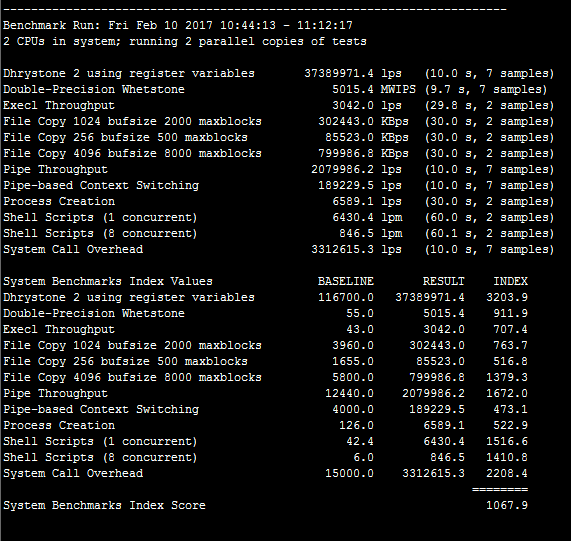 ------------------------------------------------------------------------
Benchmark Run: Fri Feb 10 2017 10:44:13 - 11:12:17
2 CPUs in system; running 2 parallel copies of tests

Dhrystone 2 using register variables       37389971.4 lps   (10.0 s, 7 samples)
Double-Precision Whetstone                     5015.4 MWIPS (9.7 s, 7 samples)
Execl Throughput                               3042.0 lps   (29.8 s, 2 samples)
File Copy 1024 bufsize 2000 maxblocks        302443.0 KBps  (30.0 s, 2 samples)
File Copy 256 bufsize 500 maxblocks           85523.0 KBps  (30.0 s, 2 samples)
File Copy 4096 bufsize 8000 maxblocks        799986.8 KBps  (30.0 s, 2 samples)
Pipe Throughput                             2079986.2 lps   (10.0 s, 7 samples)
Pipe-based Context Switching                 189229.5 lps   (10.0 s, 7 samples)
Process Creation                               6589.1 lps   (30.0 s, 2 samples)
Shell Scripts (1 concurrent)                   6430.4 lpm   (60.0 s, 2 samples)
Shell Scripts (8 concurrent)                    846.5 lpm   (60.1 s, 2 samples)
System Call Overhead                        3312615.3 lps   (10.0 s, 7 samples)

System Benchmarks Index Values               BASELINE       RESULT    INDEX
Dhrystone 2 using register variables         116700.0   37389971.4   3203.9
Double-Precision Whetstone                       55.0       5015.4    911.9
Execl Throughput                                 43.0       3042.0    707.4
File Copy 1024 bufsize 2000 maxblocks          3960.0     302443.0    763.7
File Copy 256 bufsize 500 maxblocks            1655.0      85523.0    516.8
File Copy 4096 bufsize 8000 maxblocks          5800.0     799986.8   1379.3
Pipe Throughput                               12440.0    2079986.2   1672.0
Pipe-based Context Switching                   4000.0     189229.5    473.1
Process Creation                                126.0       6589.1    522.9
Shell Scripts (1 concurrent)                     42.4       6430.4   1516.6
Shell Scripts (8 concurrent)                      6.0        846.5   1410.8
System Call Overhead                          15000.0    3312615.3   2208.4
                                                                   ========
System Benchmarks Index Score                                        1067.9